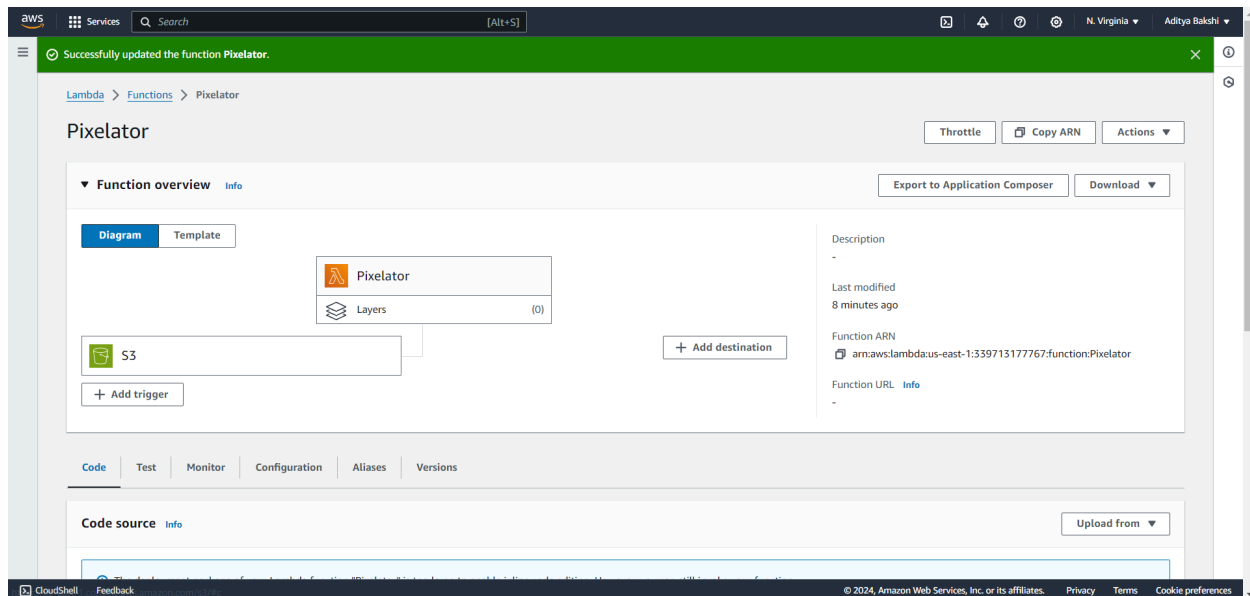 aws Services Search [Alt+S] N. Virginia Aditya Bakshi
Successfully updated the function Pixelator.
Lambda > Functions > Pixelator
Pixelator
Throttle Copy ARN Actions
Function overview Info
Export to Application Composer Download
Diagram Template
Pixelator
Layers (0)
S3
+ Add trigger
+ Add destination
Description
-
Last modified
8 minutes ago
Function ARN
arn:aws:lambda:us-east-1:339713177767:function:Pixelator
Function URL Info
-
Code Test Monitor Configuration Aliases Versions
Code source Info
Upload from
CloudShell Feedback © 2024, Amazon Web Services, Inc. or its affiliates. Privacy Terms Cookie preferences